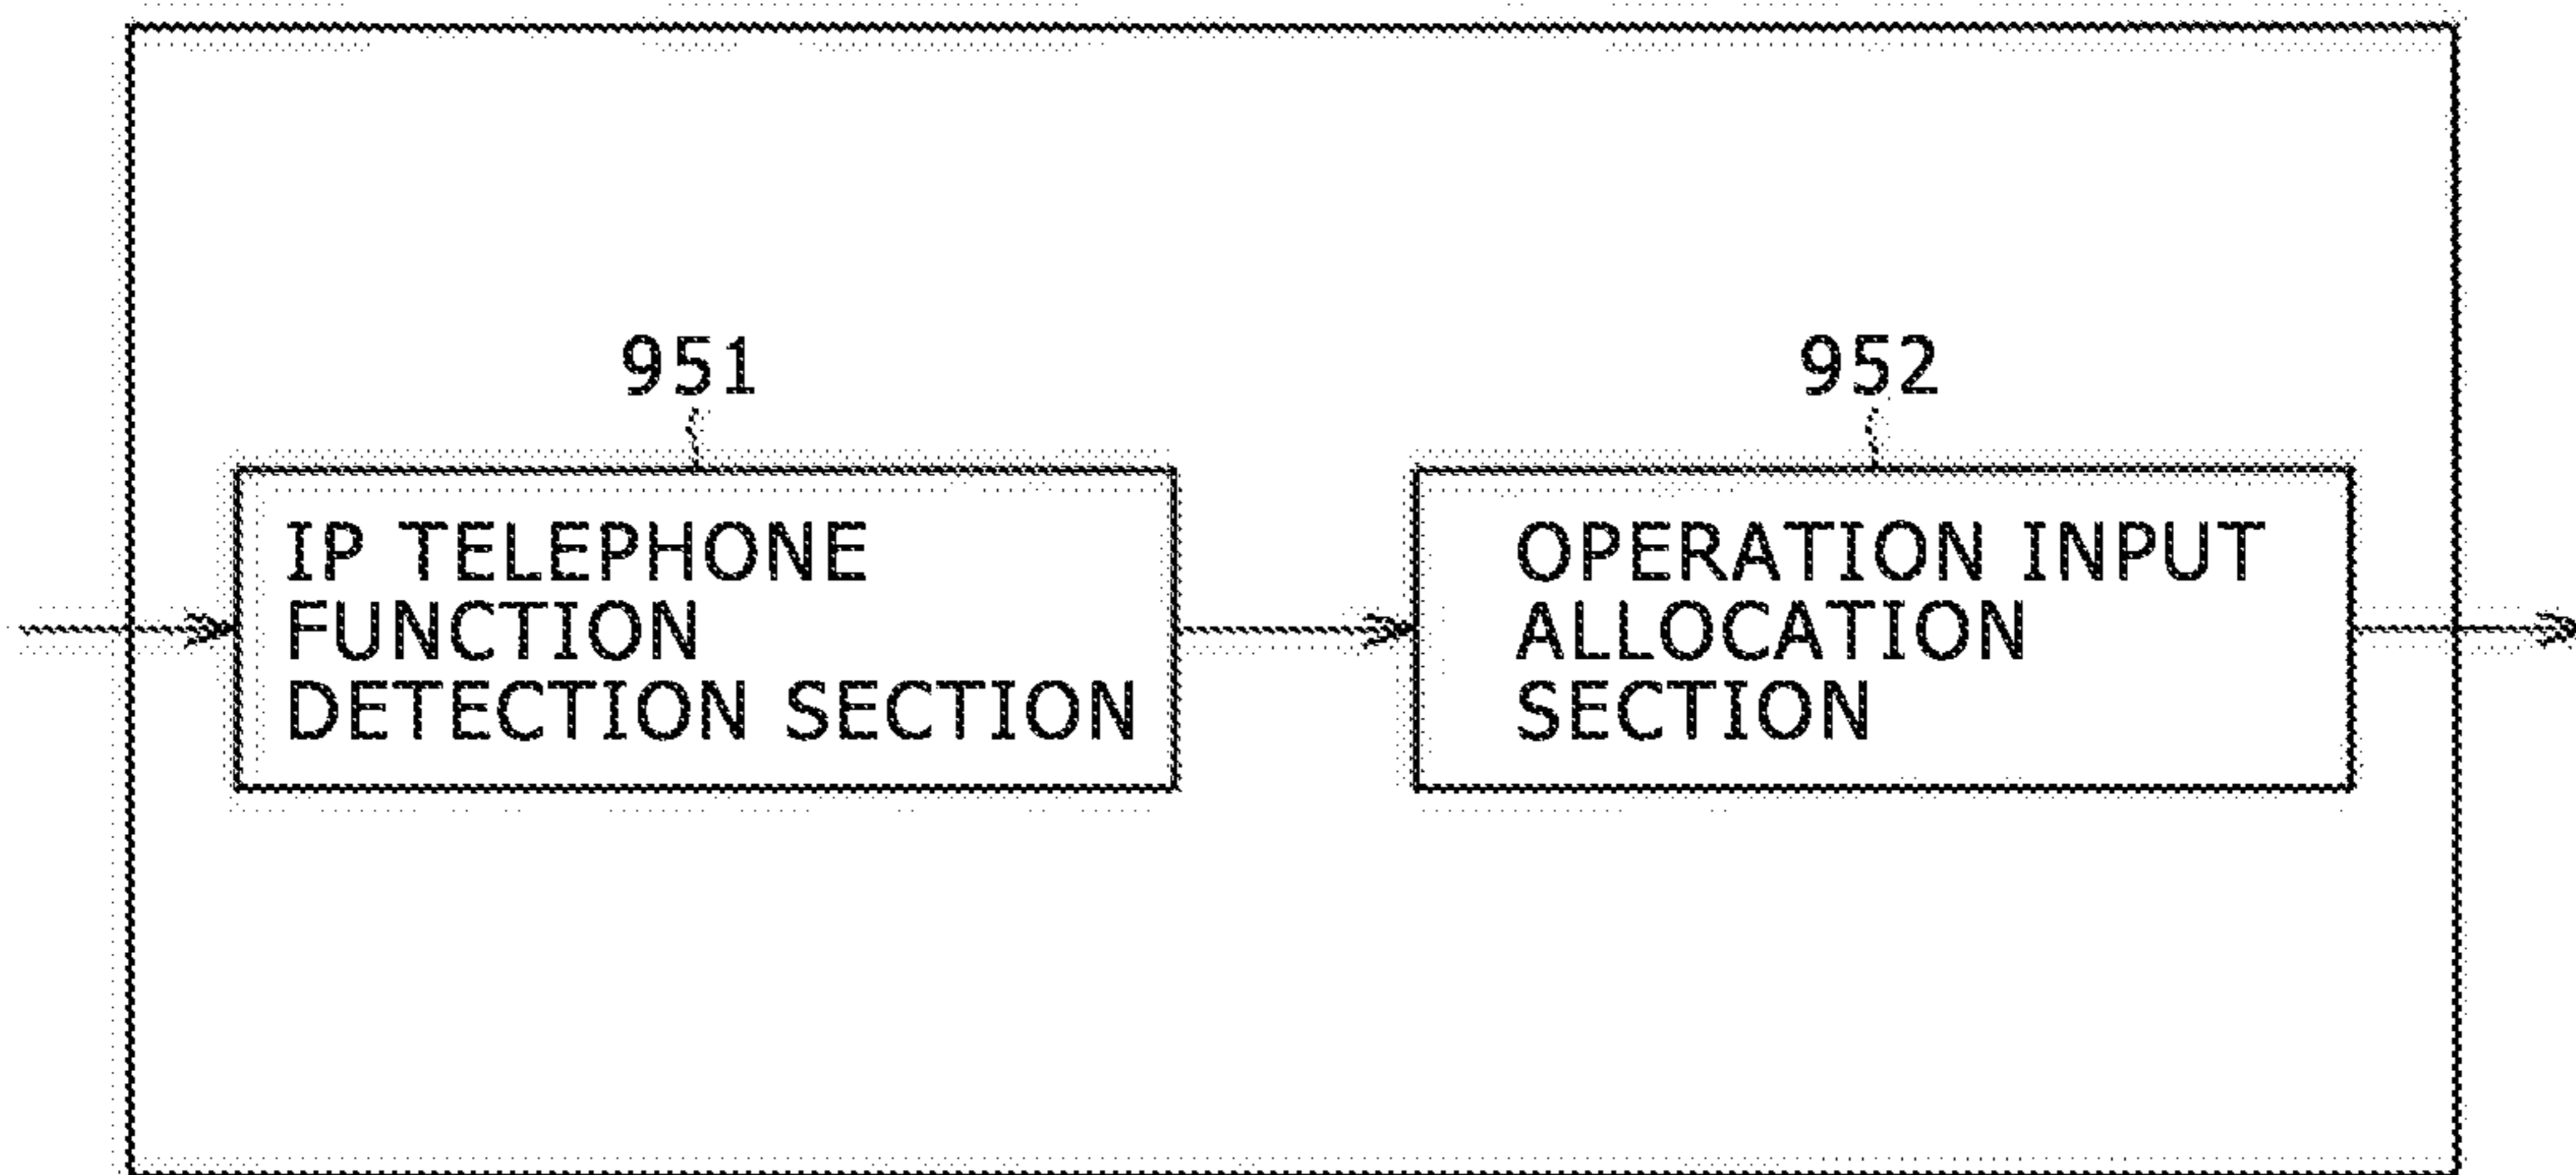 951
952
IP TELEPHONE
FUNCTION
DETECTION SECTION
OPERATION INPUT
ALLOCATION
SECTION